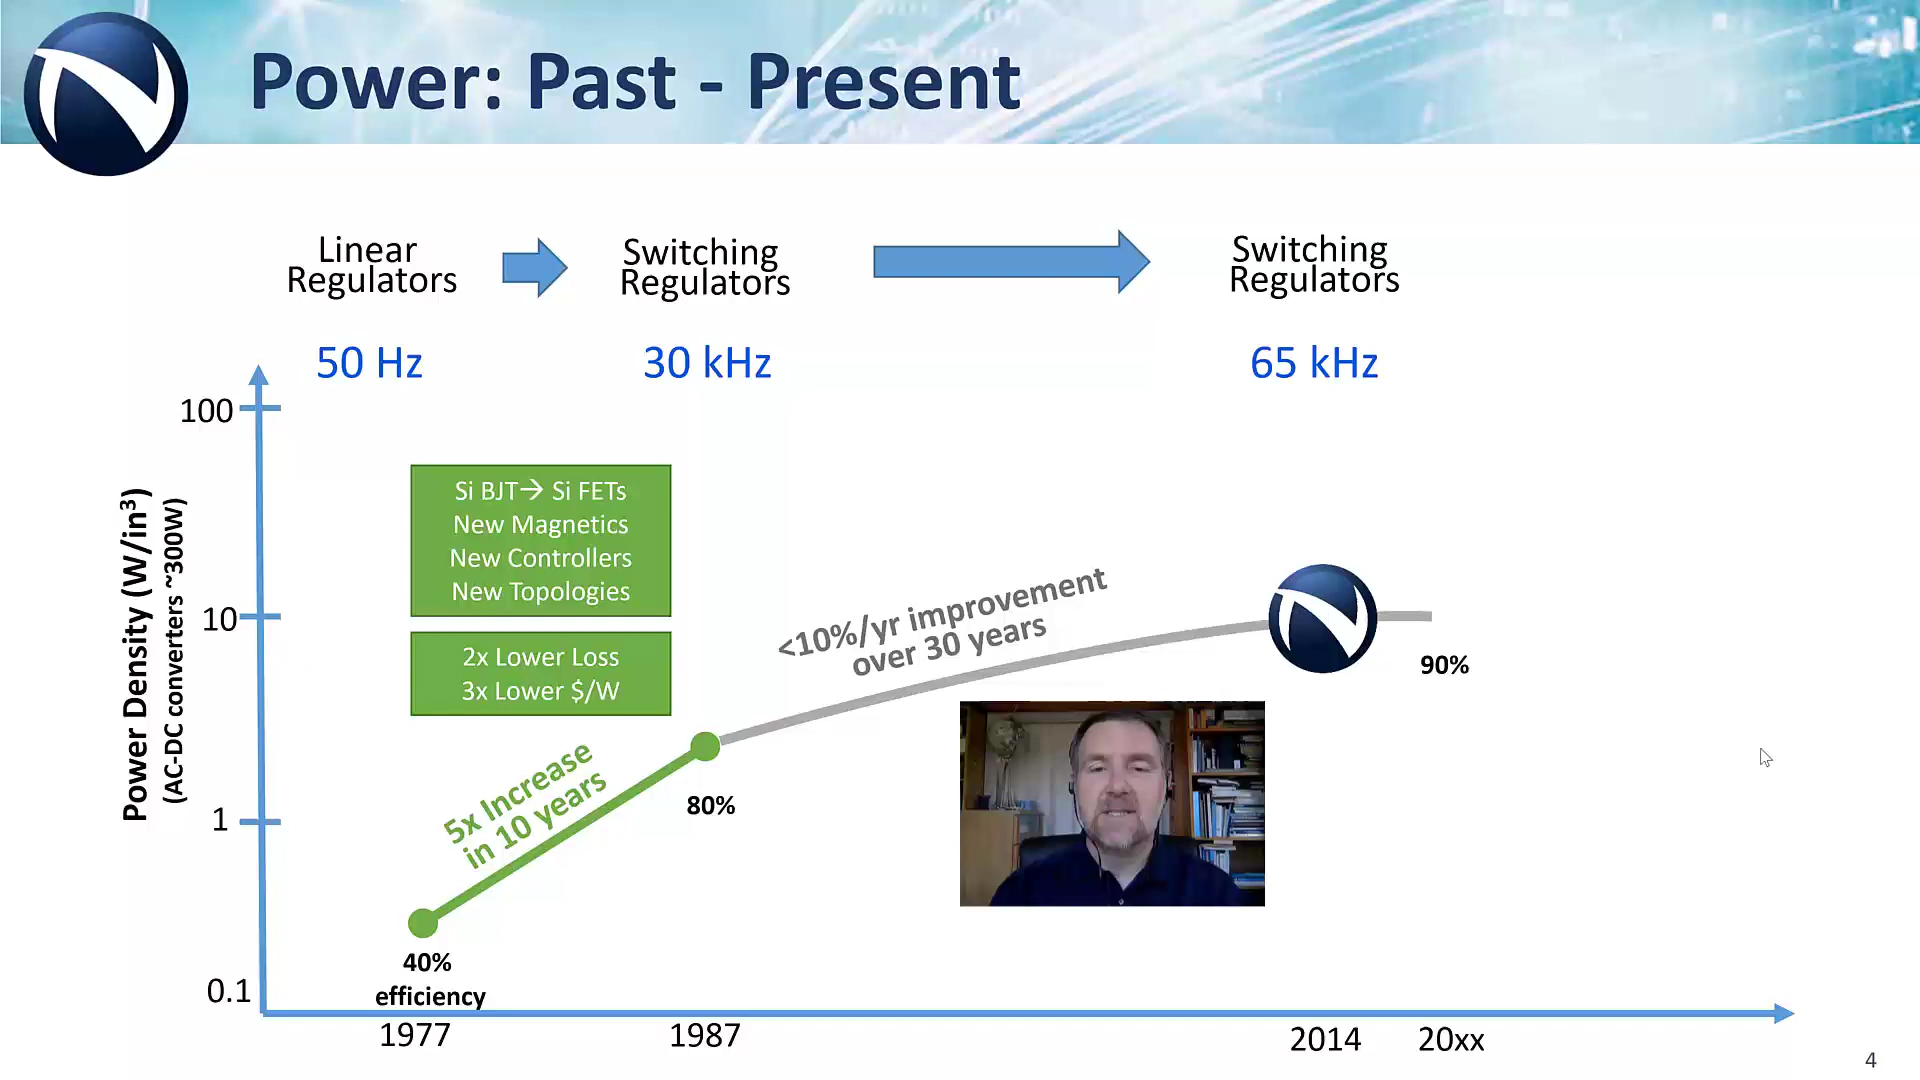 Power: Past - Present
Linear
Regulators
Switching
Regulators
Switching
Regulators
50 Hz
30 kHz
65 kHz
100
10
1
0.1
Power Density (W/in³)
(AC-DC converters ~300W)
Si BJT→ Si FETs
New Magnetics
New Controllers
New Topologies
2x Lower Loss
3x Lower $/W
5x Increase
in 10 years
<10%/yr improvement
over 30 years
40%
efficiency
80%
90%
1977
1987
2014
20xx
4